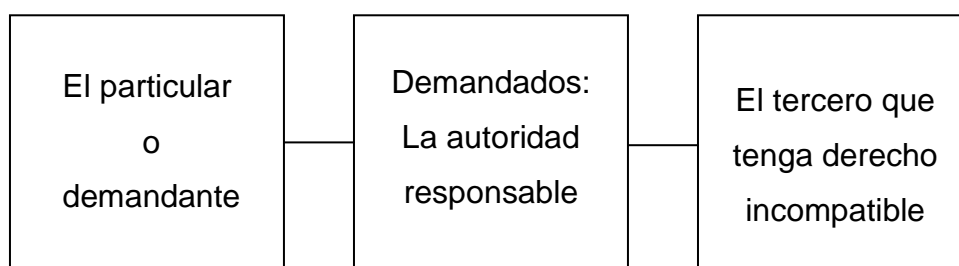 El particular
o
demandante
Demandados:
La autoridad
responsable
El tercero que
tenga derecho
incompatible